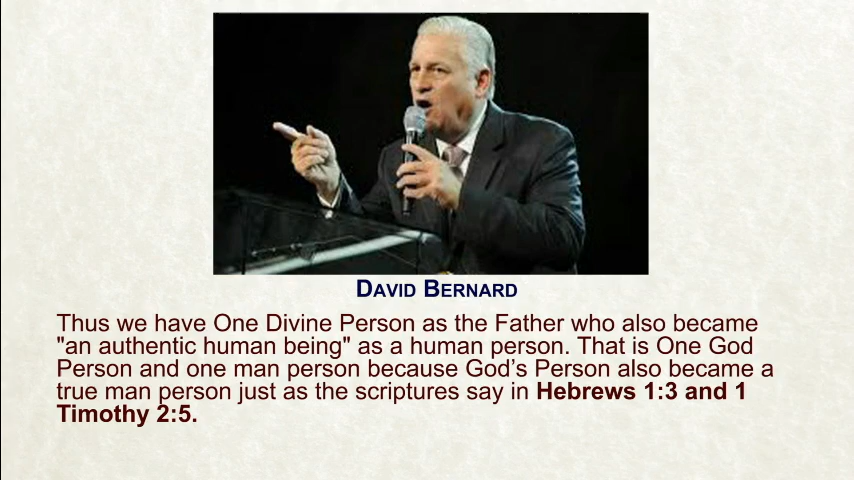 DAVID BERNARD
Thus we have One Divine Person as the Father who also became
"an authentic human being" as a human person. That is One God
Person and one man person because God’s Person also became a
true man person just as the scriptures say in Hebrews 1:3 and 1
Timothy 2:5.